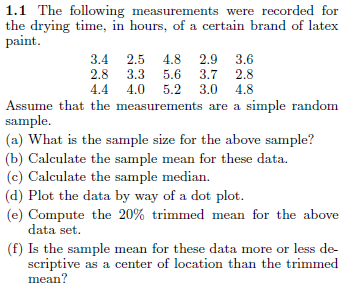 1.1 The following measurements were recorded for
the drying time, in hours, of a certain brand of latex
paint.
3.4 2.5 4.8 2.9 3.6
2.8 3.3 5.6 3.7 2.8
4.4 4.0 5.2 3.0 4.8
Assume that the measurements are a simple random
sample.
(a) What is the sample size for the above sample?
(b) Calculate the sample mean for these data.
(c) Calculate the sample median.
(d) Plot the data by way of a dot plot.
(e) Compute the 20% trimmed mean for the above
data set.
(f) Is the sample mean for these data more or less de-
scriptive as a center of location than the trimmed
mean?